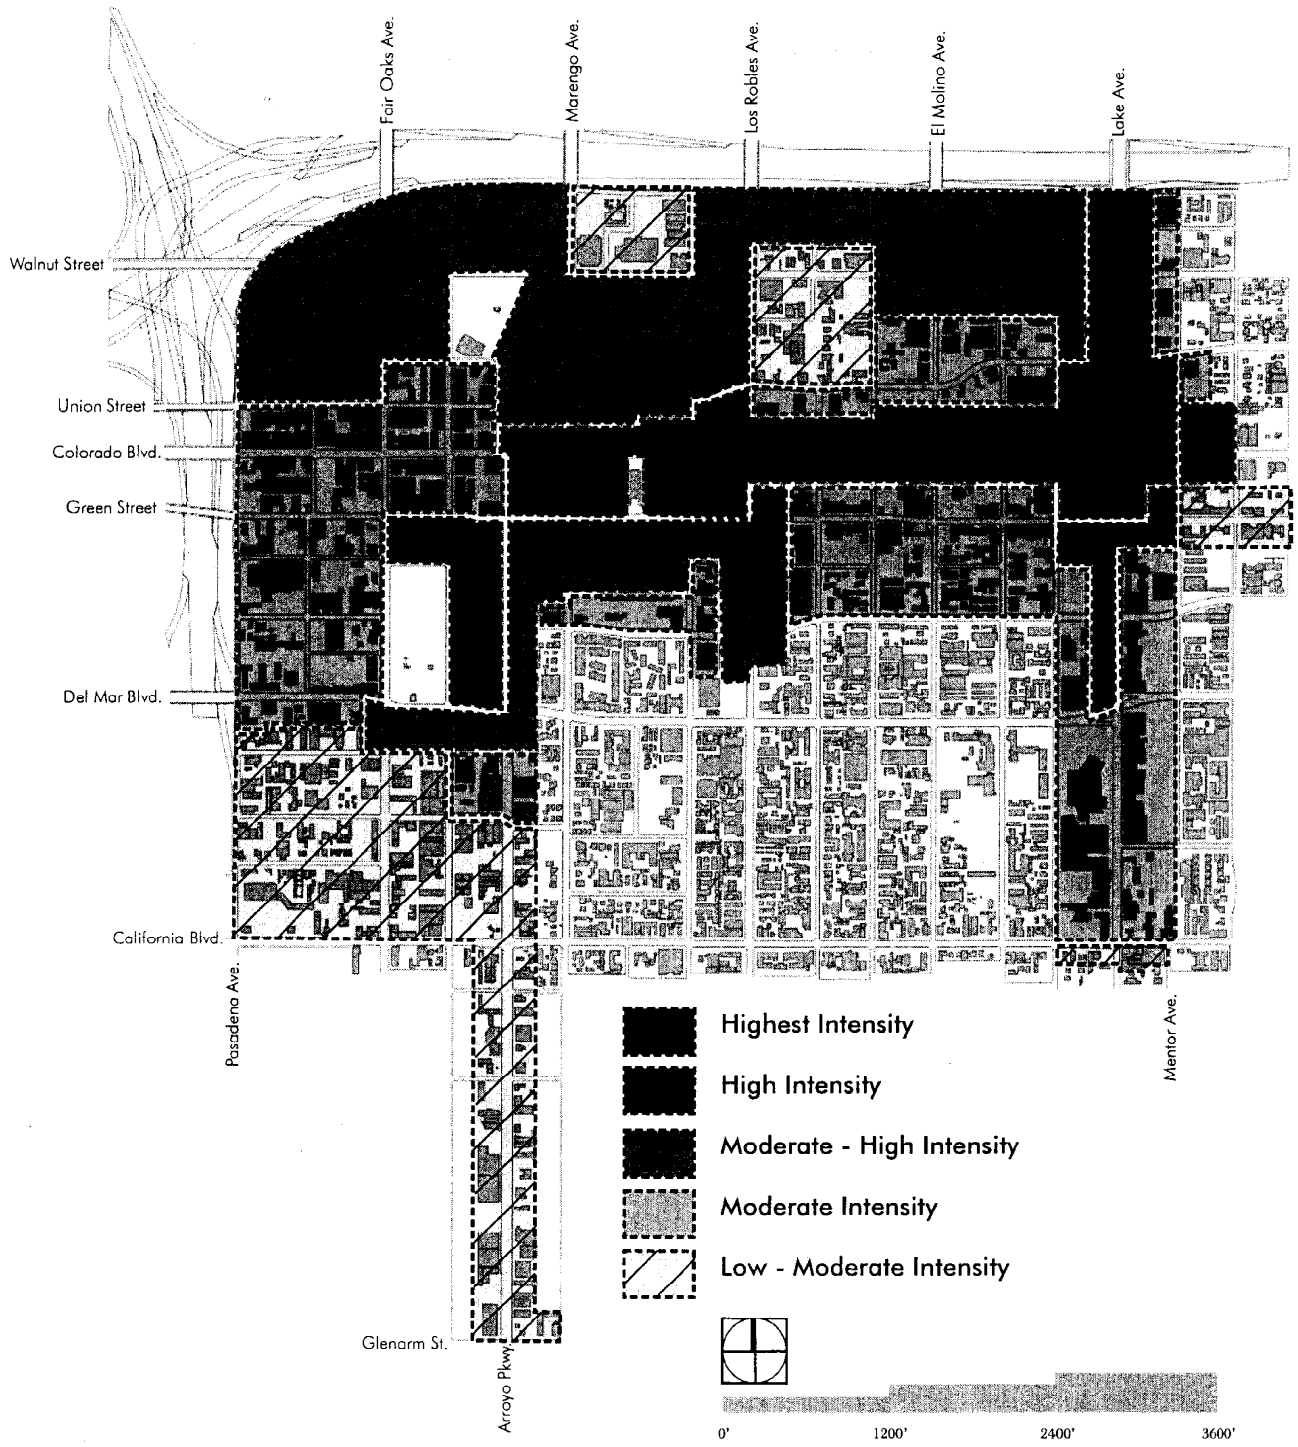 Fair Oaks Ave.
Marengo Ave.
Los Robles Ave.
El Molino Ave.
Lake Ave.
Walnut Street
Union Street
Colorado Blvd.
Green Street
Del Mar Blvd.
California Blvd.
Pasadena Ave.
Mentor Ave.
Highest Intensity
High Intensity
Moderate - High Intensity
Moderate Intensity
Low - Moderate Intensity
Glenarm St.
Arroyo Pkwy.
0' 1200' 2400' 3600'